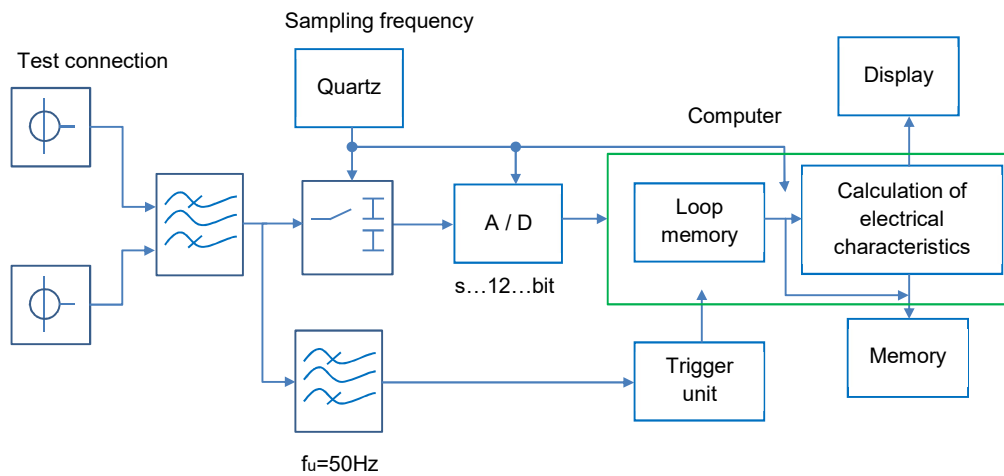 Sampling frequency
Test connection
Quartz
Display
Computer
Loop
memory
Calculation of
electrical
characteristics
A / D
s…12…bit
Trigger
unit
Memory
fu=50Hz